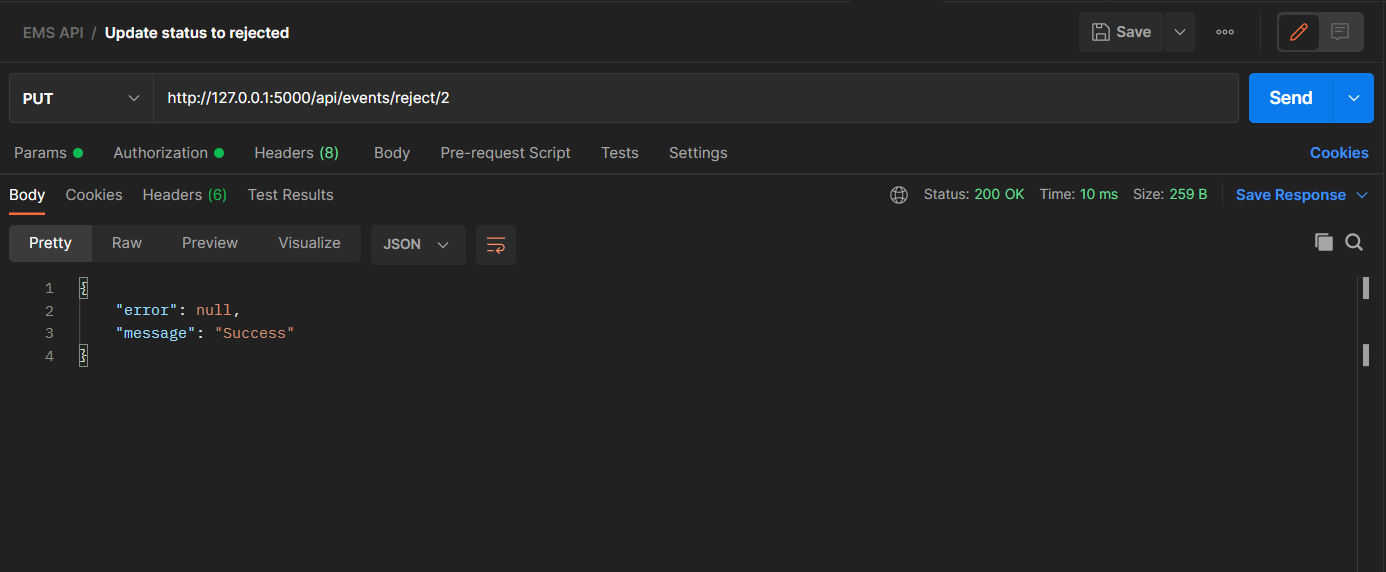 EMS API / Update status to rejected
Save
PUT
http://127.0.0.1:5000/api/events/reject/2
Send
Params Authorization Headers (8) Body Pre-request Script Tests Settings Cookies
Body Cookies Headers (6) Test Results Status: 200 OK Time: 10 ms Size: 259 B Save Response
Pretty Raw Preview Visualize JSON
1 {
2 "error": null,
3 "message": "Success"
4 }